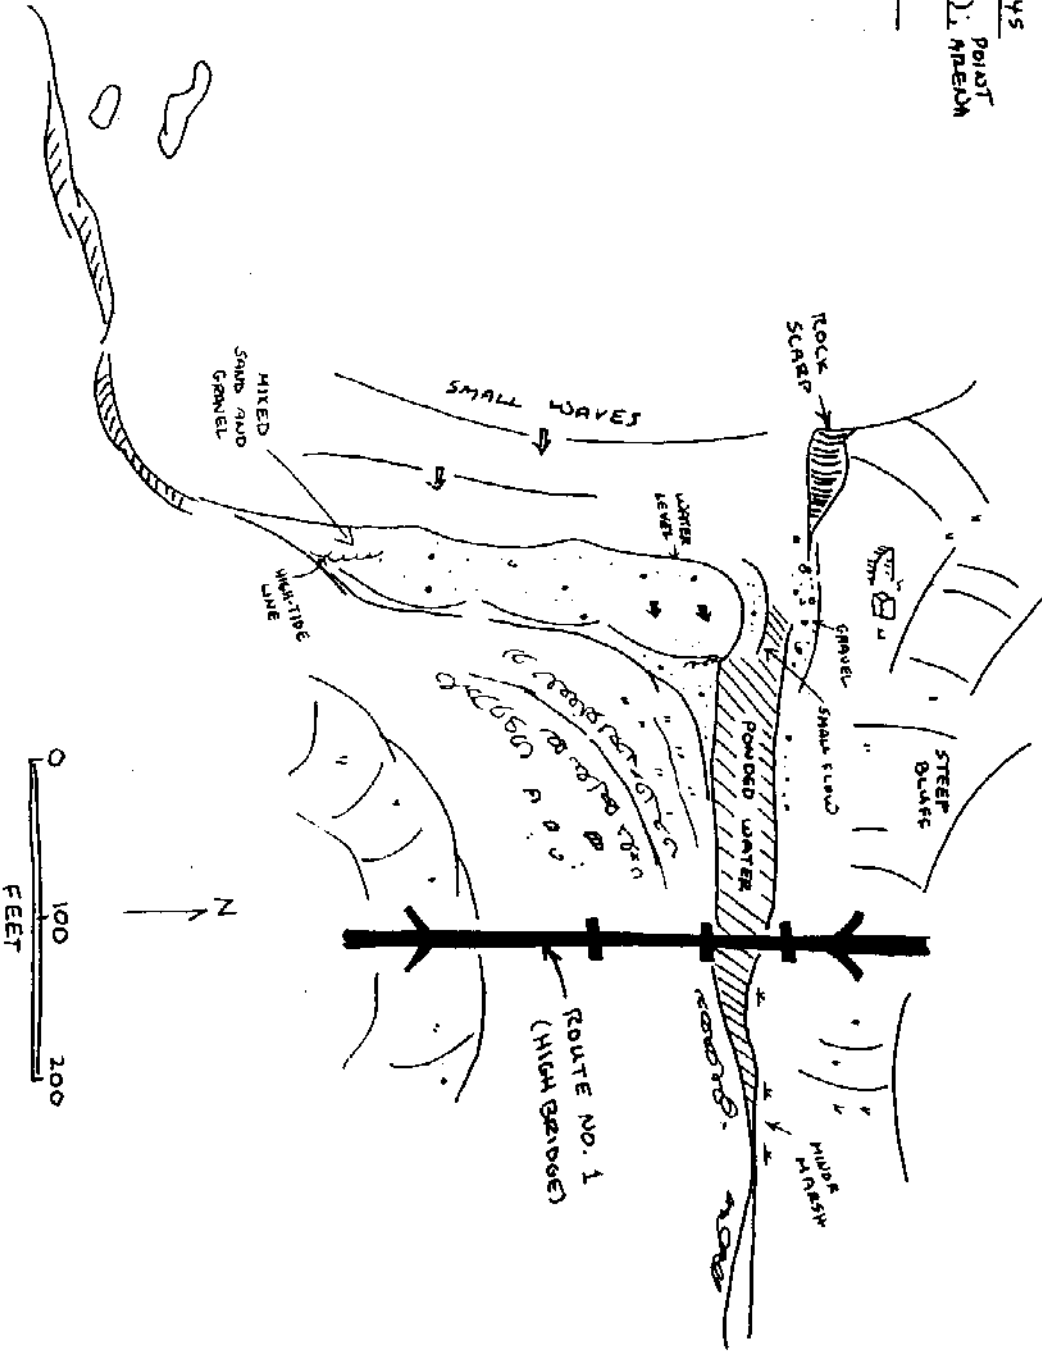 45
): POINT
ARENA
ROCK
SCARP
SMALL WAVES
MIXED
SAND AND
GRAVEL
WATER
LEVEL
HIGH-TIDE
LINE
GRAVEL
SMALL FLOW
STEEP
BLUFF
PONDED WATER
N
ROUTE NO. 1
(HIGH BRIDGE)
MINOR
MARSH
0
100
200
FEET